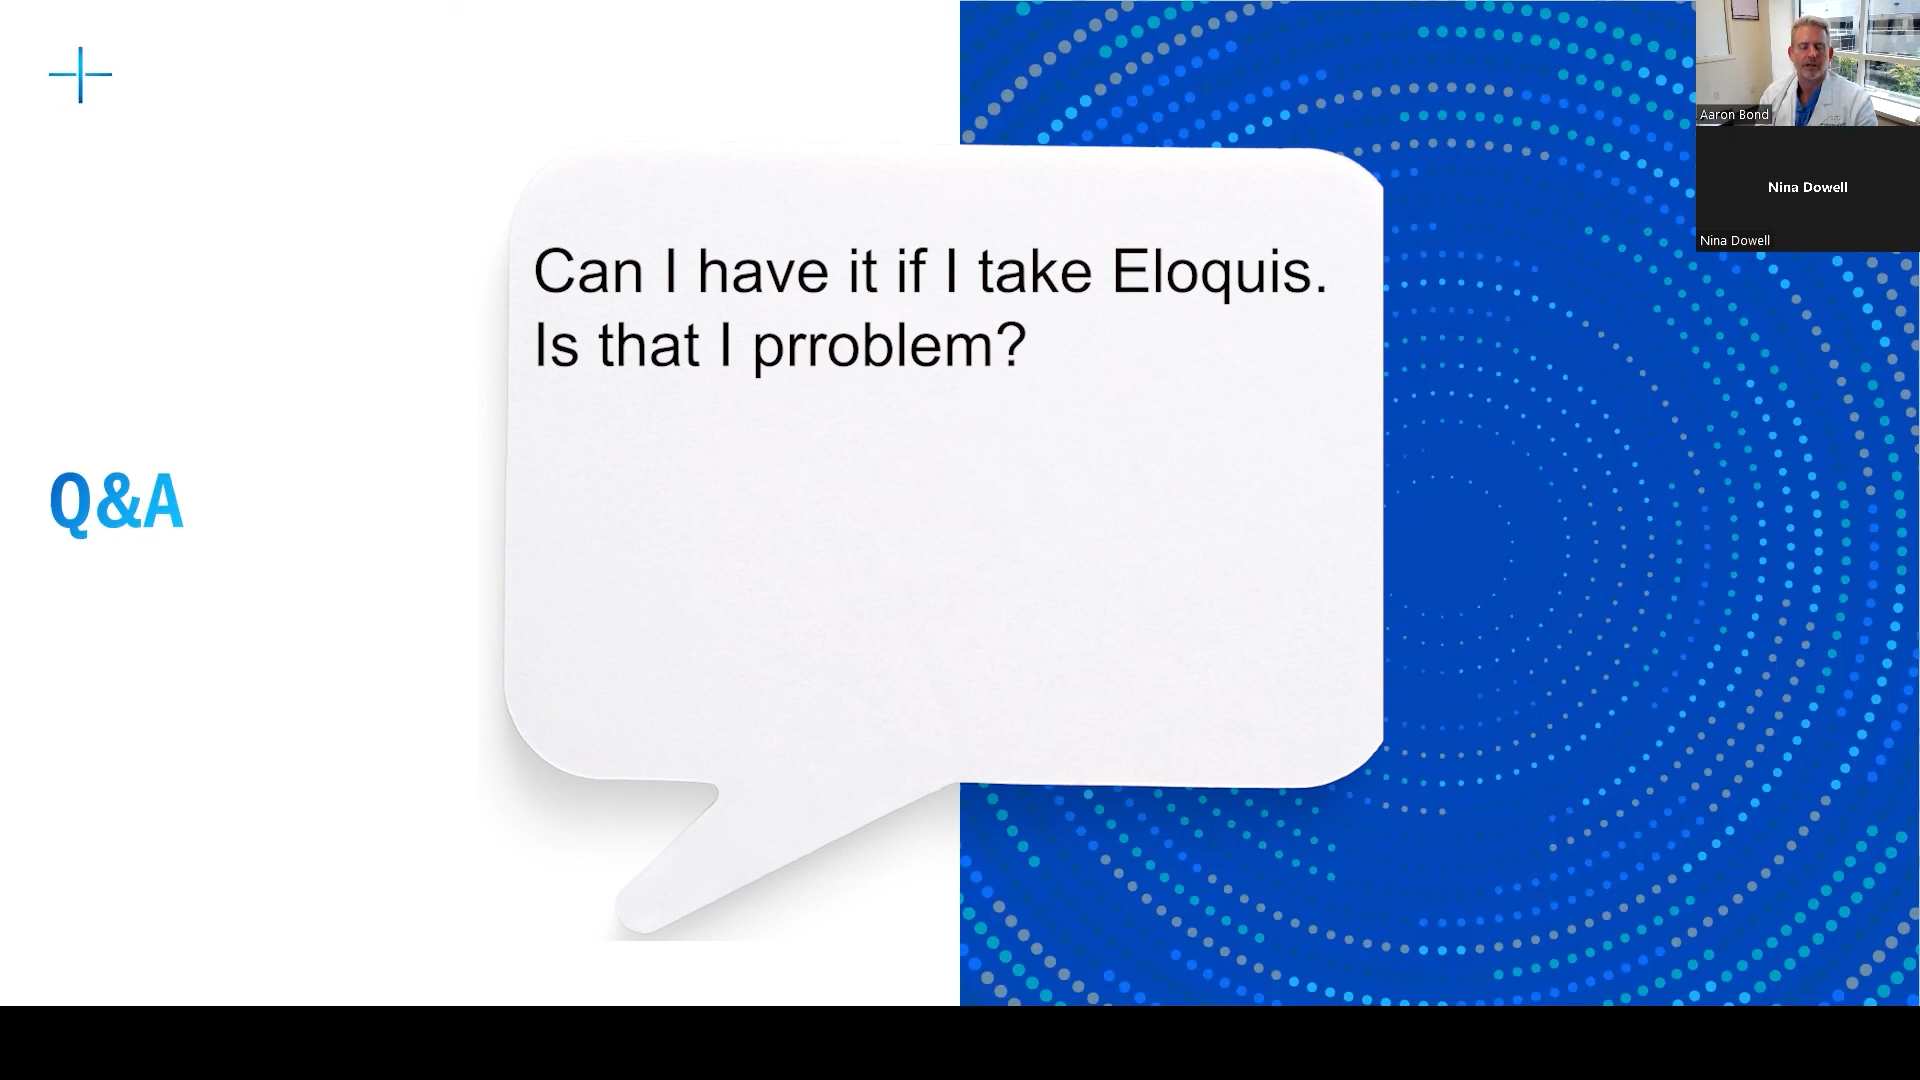 Can I have it if I take Eloquis.
Is that I prroblem?
Q&A
Aaron Bond
Nina Dowell
Nina Dowell